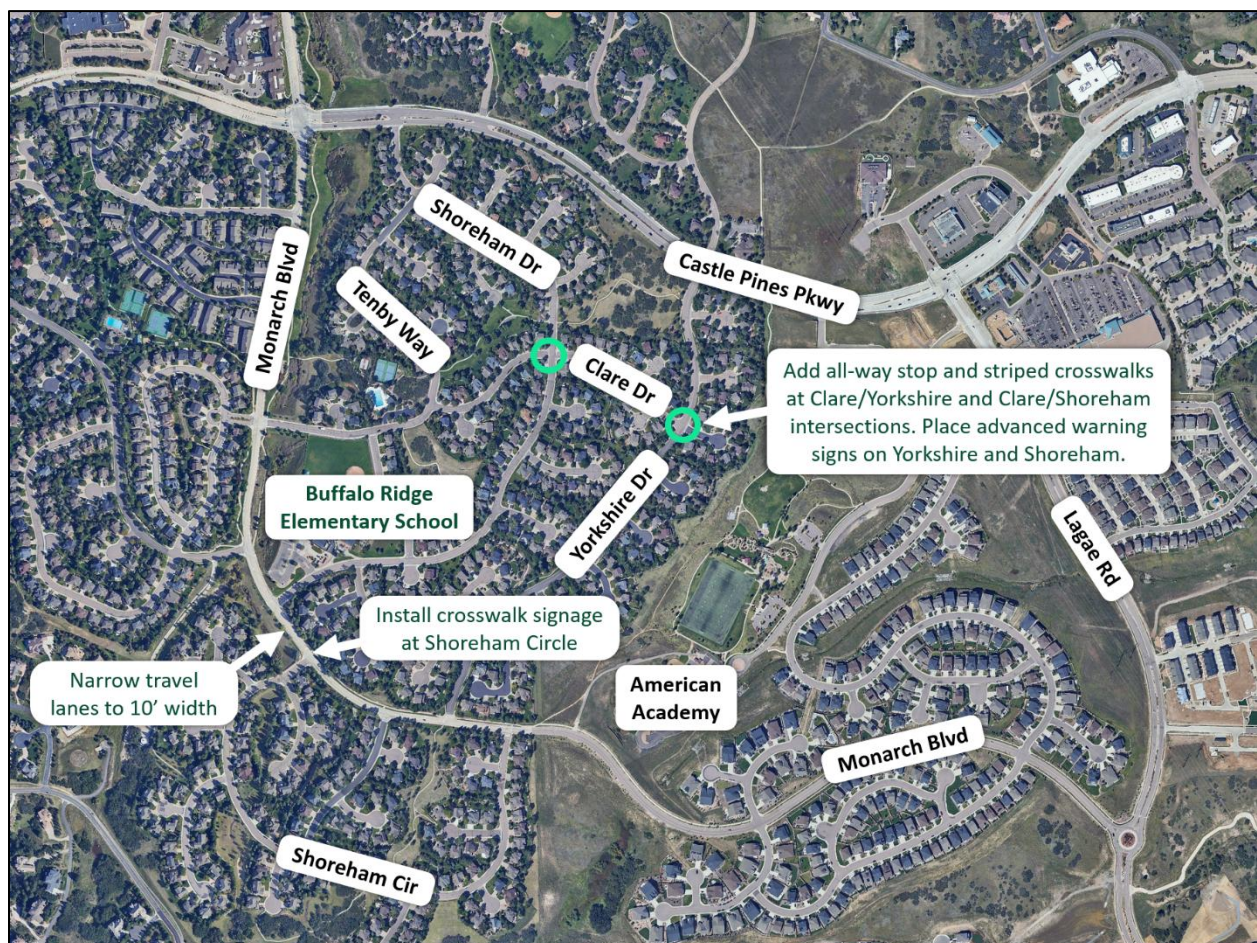 Shoreham Dr
Castle Pines Pkwy
Monarch Blvd
Tenby Way
Clare Dr
Add all-way stop and striped crosswalks
at Clare/Yorkshire and Clare/Shoreham
intersections. Place advanced warning
signs on Yorkshire and Shoreham.
Buffalo Ridge
Elementary School
Yorkshire Dr
Lagae Rd
Install crosswalk signage
at Shoreham Circle
Narrow travel
lanes to 10’ width
American
Academy
Monarch Blvd
Shoreham Cir